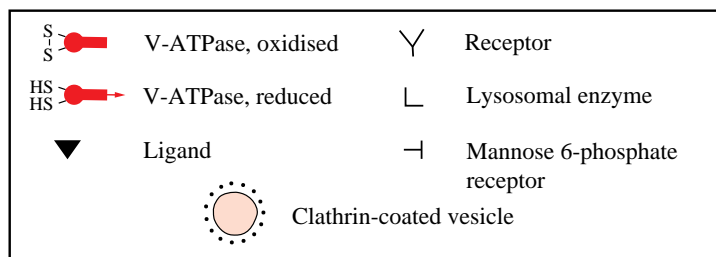 S
S
V-ATPase, oxidised
Receptor
HS
HS
V-ATPase, reduced
Lysosomal enzyme
Ligand
Mannose 6-phosphate
receptor
Clathrin-coated vesicle